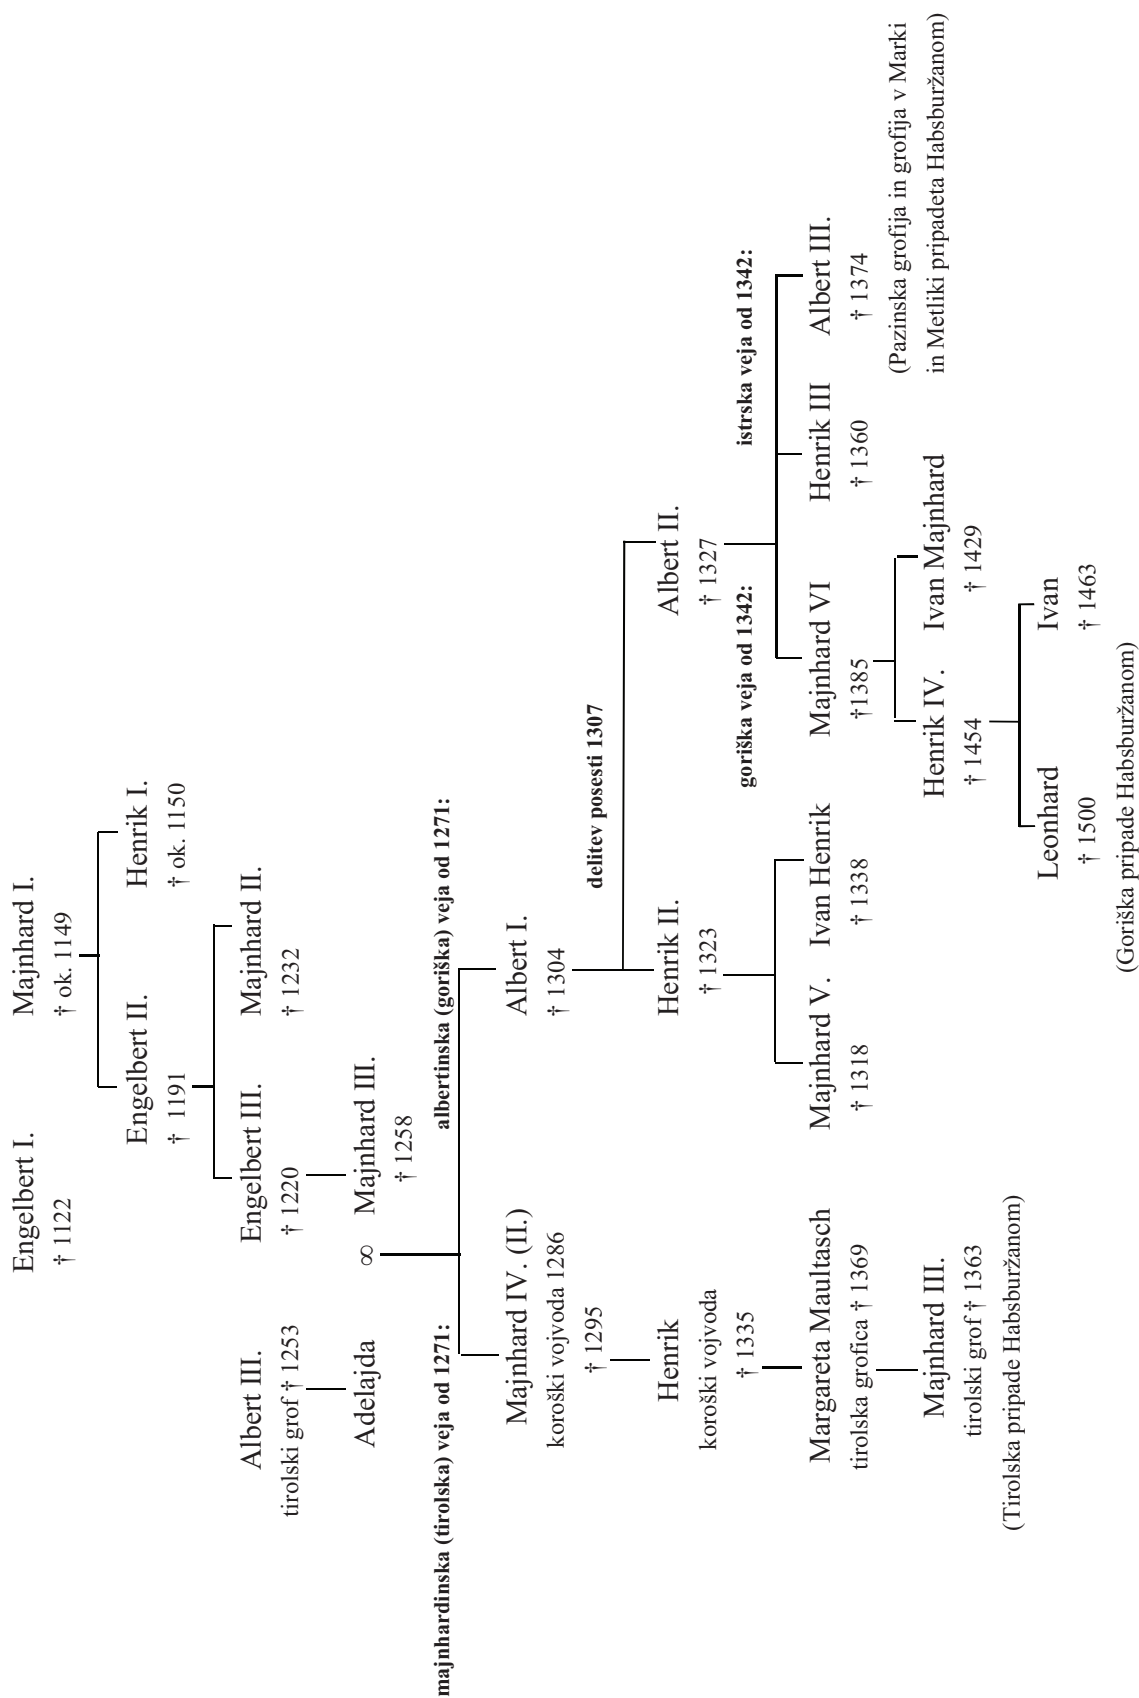 Engelbert I.
† 1122
Majnhard I.
† ok. 1149
Engelbert II.
† 1191
Henrik I.
† ok. 1150
Albert III.
tirolski grof † 1253
Engelbert III.
† 1220
Majnhard II.
† 1232
Adelajda
∞
Majnhard III.
† 1258
majnhardinska (tirolska) veja od 1271:
albertinska (goriška) veja od 1271:
Majnhard IV. (II.)
koroški vojvoda 1286
† 1295
Albert I.
† 1304
delitev posesti 1307
Henrik
koroški vojvoda
† 1335
Henrik II.
† 1323
Albert II.
† 1327
goriška veja od 1342:
istrska veja od 1342:
Margareta Maultasch
tirolska grofica † 1369
Majnhard V.
† 1318
Ivan Henrik
† 1338
Majnhard VI
†1385
Henrik III
† 1360
Albert III.
† 1374
(Pazinska grofija in grofija v Marki
in Metliki pripadeta Habsburžanom)
Majnhard III.
tirolski grof † 1363
(Tirolska pripade Habsburžanom)
Henrik IV.
† 1454
Ivan Majnhard
† 1429
Leonhard
† 1500
Ivan
† 1463
(Goriška pripade Habsburžanom)